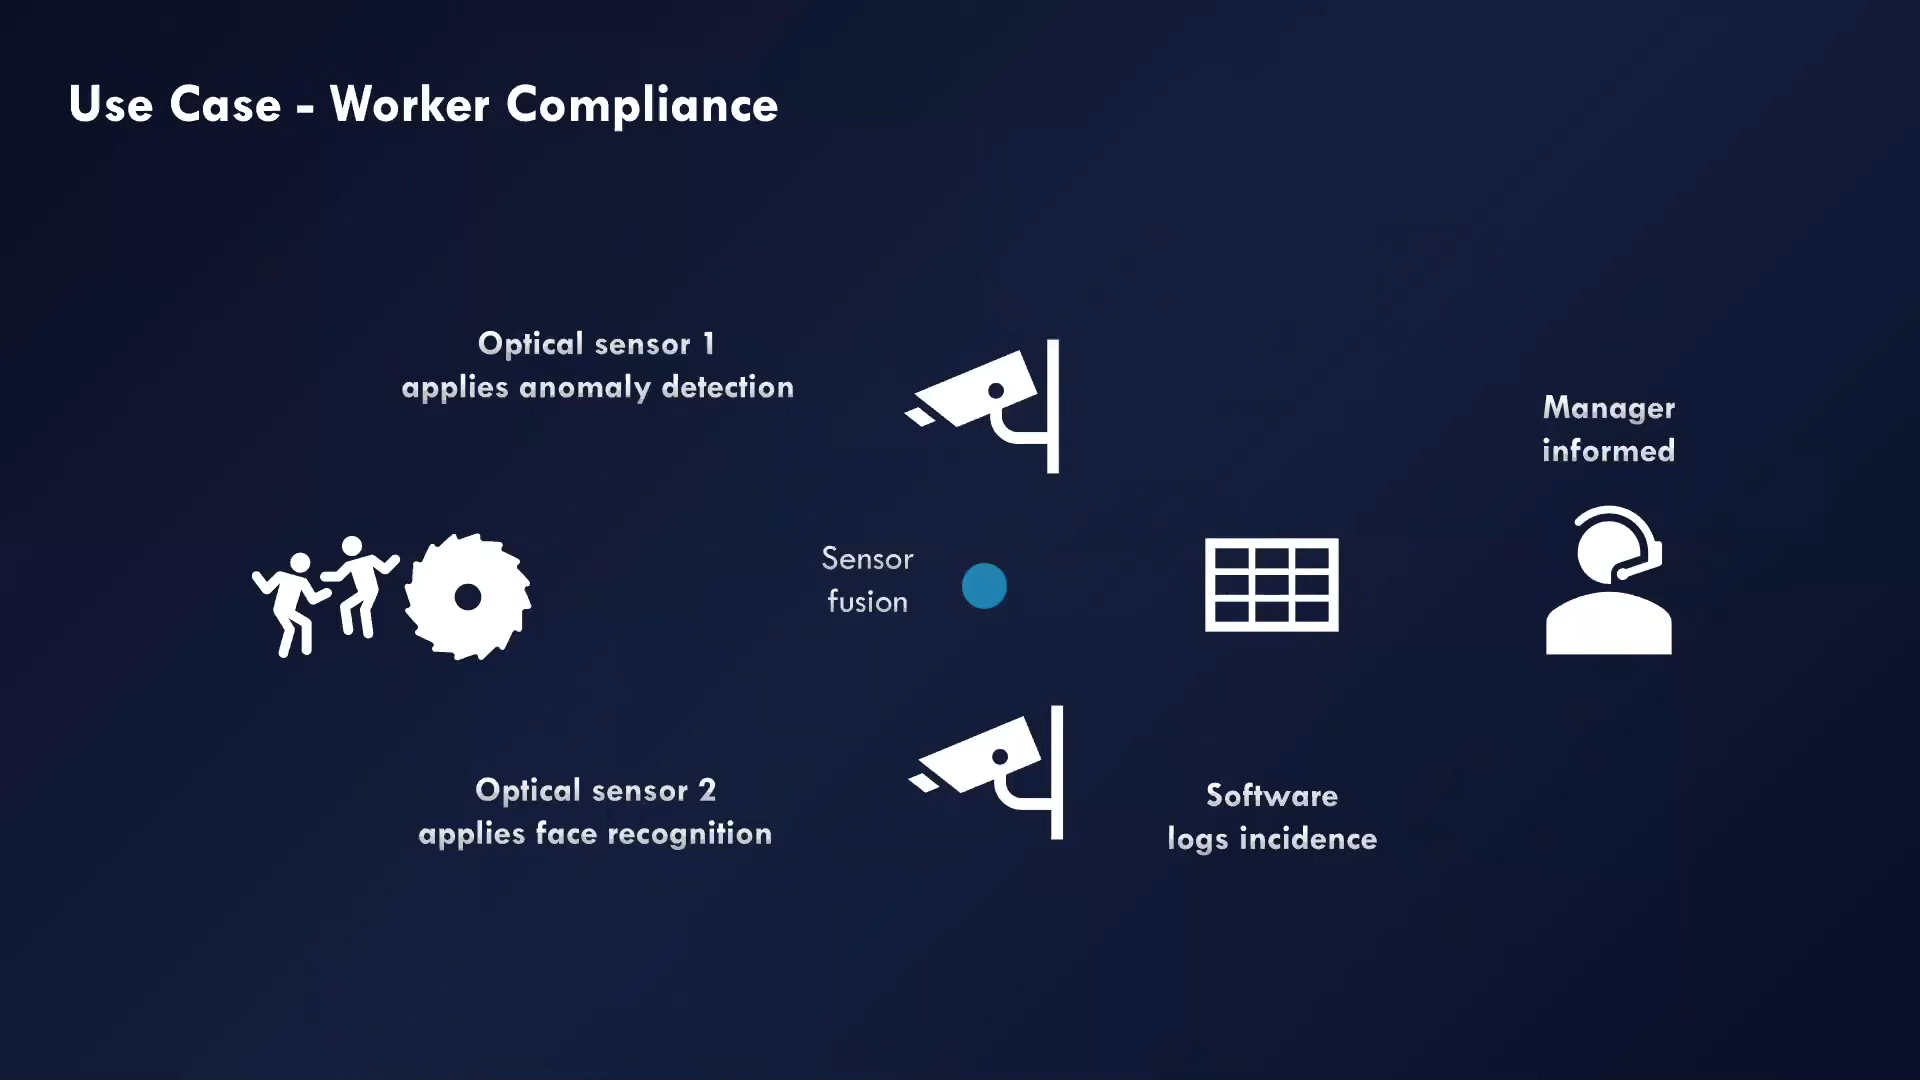 Use Case - Worker Compliance
Optical sensor 1
applies anomaly detection
Manager
informed
Sensor
fusion
Optical sensor 2
applies face recognition
Software
logs incidence